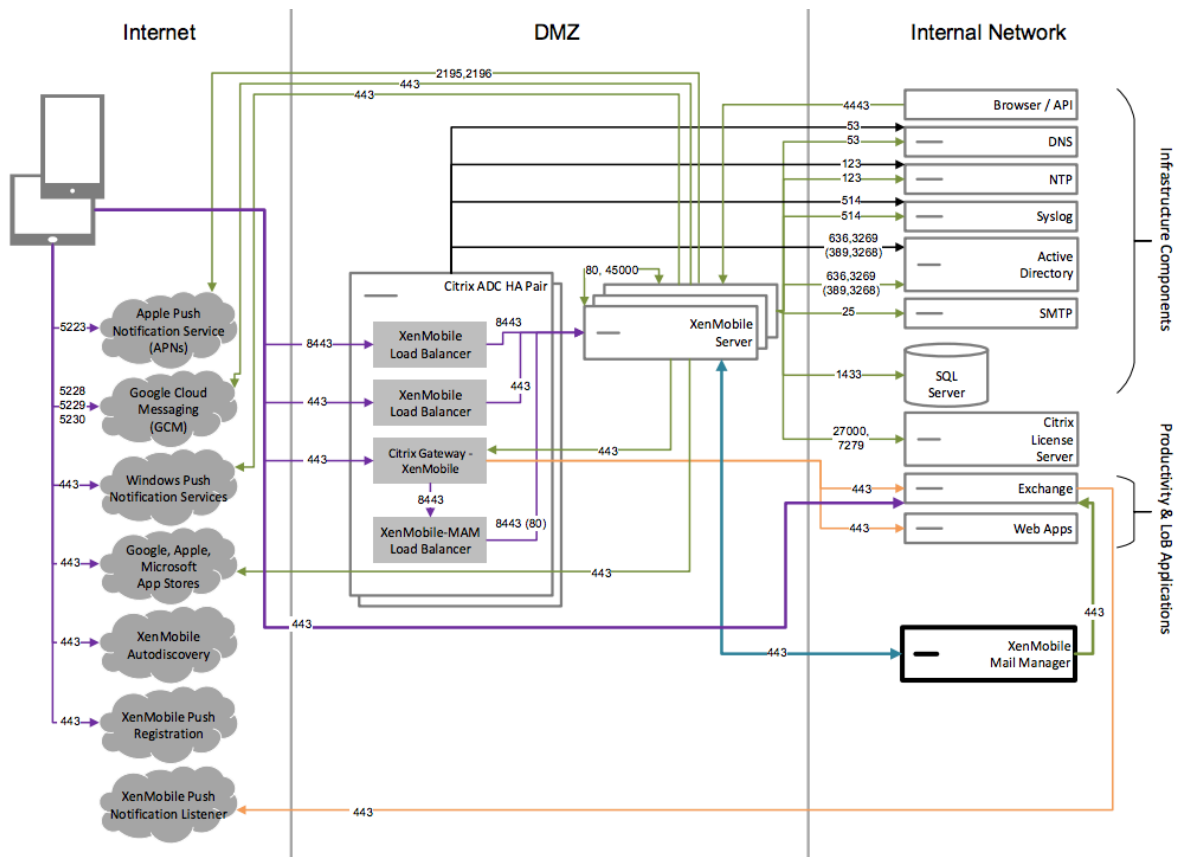 Internet
DMZ
Internal Network
2195,2196
443
443
4443
Browser / API
53
53
DNS
123
123
NTP
514
514
Syslog
636,3269
(389,3268)
636,3269
(389,3268)
Active
Directory
25
SMTP
1433
SQL
Server
27000,
7279
Citrix
License
Server
443
Exchange
443
Web Apps
443
XenMobile
Mail Manager
443
Infrastructure Components
Productivity & LoB Applications
80, 45000
Citrix ADC HA Pair
XenMobile
Server
8443
XenMobile
Load Balancer
8443
443
XenMobile
Load Balancer
443
443
Citrix Gateway -
XenMobile
443
8443
XenMobile-MAM
Load Balancer
8443 (80)
443
443
5223
Apple Push
Notification Service
(APNs)
5228
5229
5230
Google Cloud
Messaging
(GCM)
443
Windows Push
Notification Services
443
Google, Apple,
Microsoft
App Stores
443
XenMobile
Autodiscovery
443
XenMobile Push
Registration
XenMobile Push
Notification Listener
443